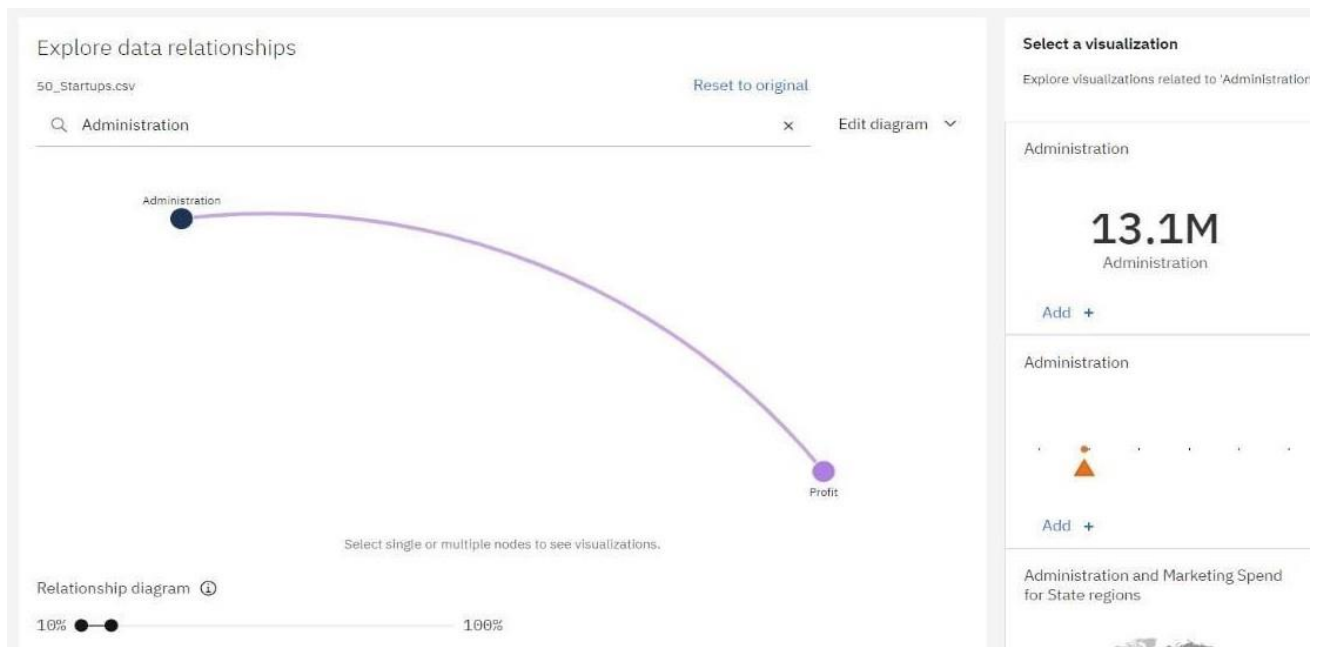 Explore data relationships
50_Startups.csv
Reset to original
Administration
Edit diagram
Administration
Profit
Select single or multiple nodes to see visualizations.
Relationship diagram
10%
100%
Select a visualization
Explore visualizations related to 'Administration
Administration
13.1M
Administration
Add +
Administration
Add +
Administration and Marketing Spend
for State regions